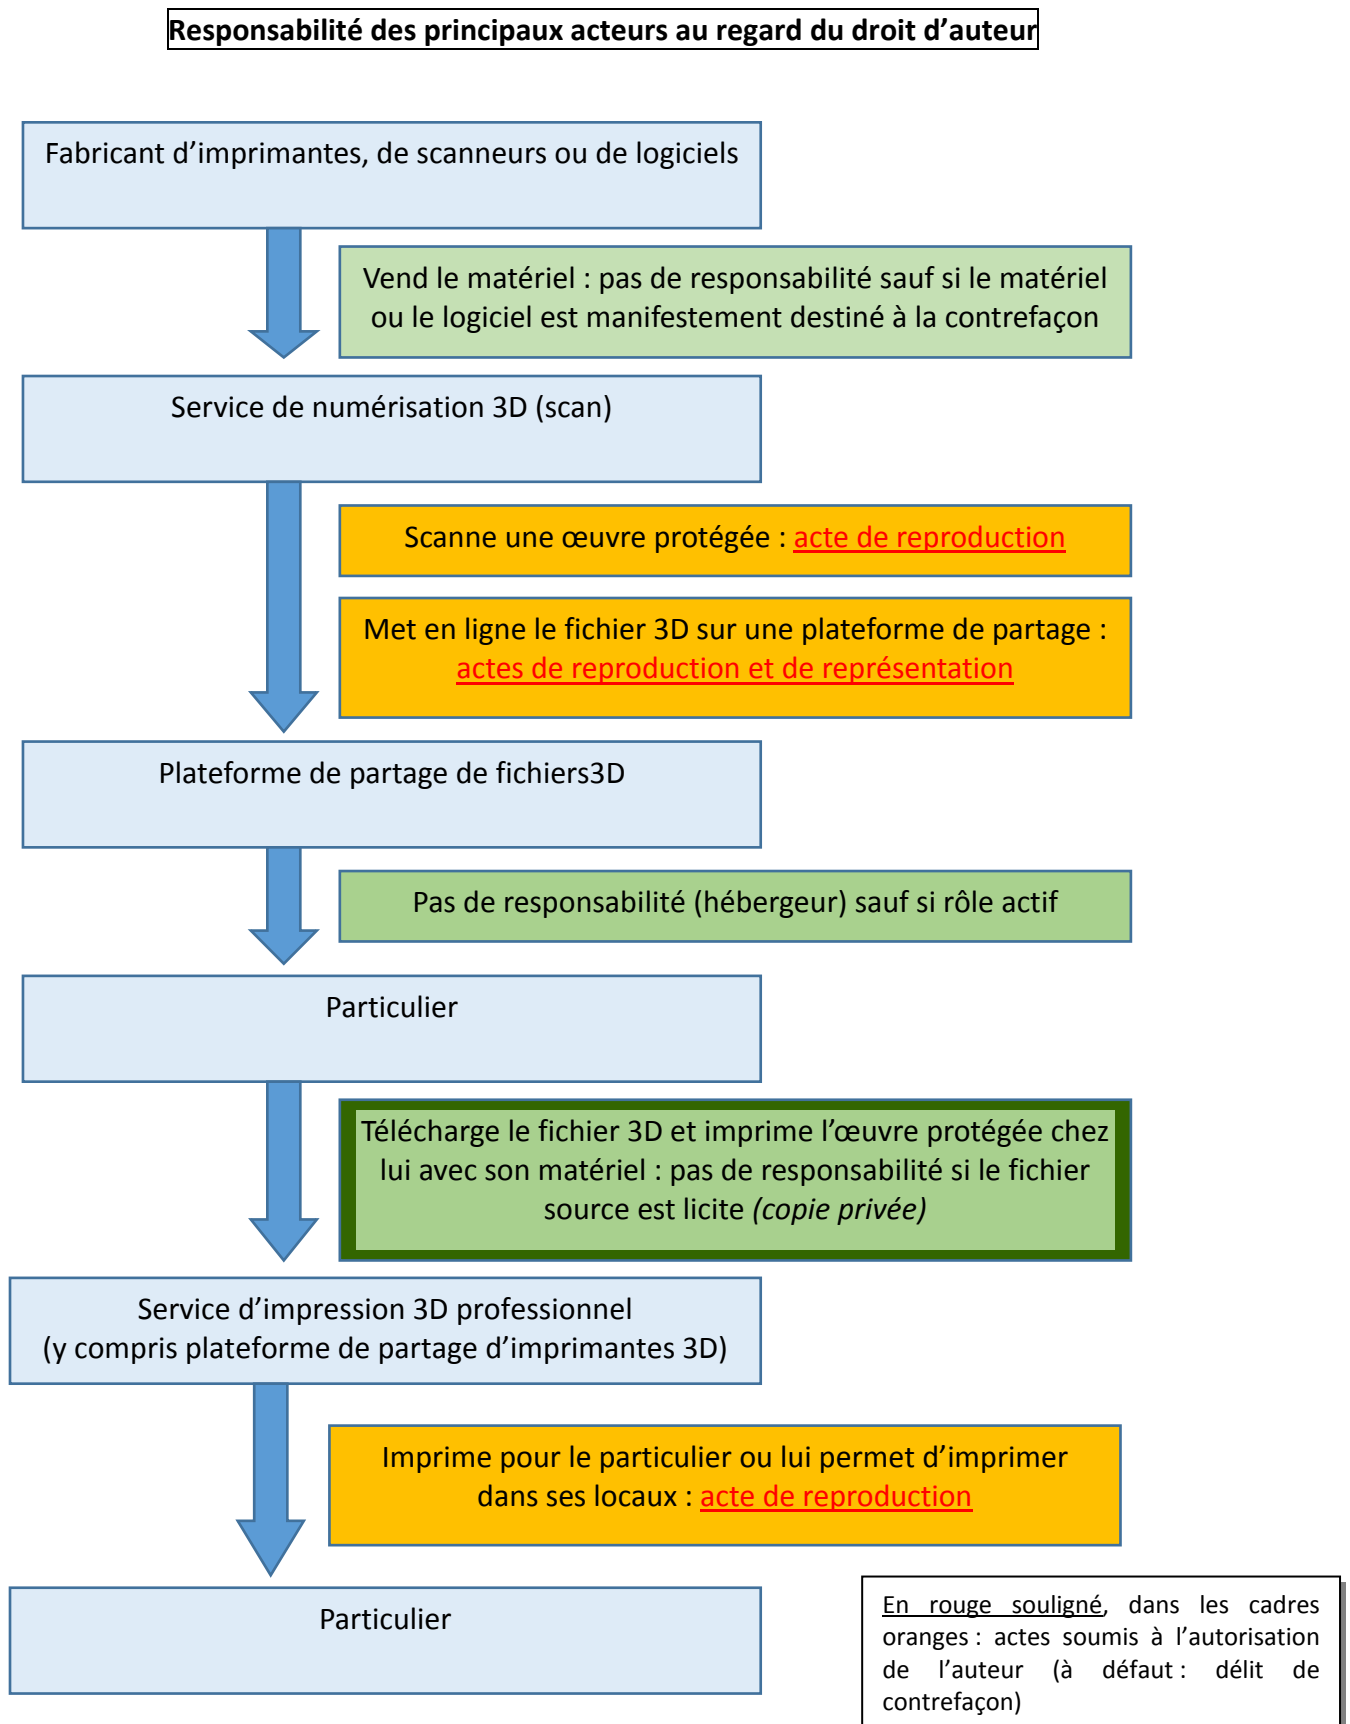 Responsabilité des principaux acteurs au regard du droit d’auteur
Fabricant d’imprimantes, de scanneurs ou de logiciels
Vend le matériel : pas de responsabilité sauf si le matériel
ou le logiciel est manifestement destiné à la contrefaçon
Service de numérisation 3D (scan)
Scanne une œuvre protégée : acte de reproduction
Met en ligne le fichier 3D sur une plateforme de partage :
actes de reproduction et de représentation
Plateforme de partage de fichiers3D
Pas de responsabilité (hébergeur) sauf si rôle actif
Particulier
Télécharge le fichier 3D et imprime l’œuvre protégée chez
lui avec son matériel : pas de responsabilité si le fichier
source est licite (copie privée)
Service d’impression 3D professionnel
(y compris plateforme de partage d’imprimantes 3D)
Imprime pour le particulier ou lui permet d’imprimer
dans ses locaux : acte de reproduction
Particulier
En rouge souligné, dans les cadres
oranges : actes soumis à l’autorisation
de l’auteur (à défaut : délit de
contrefaçon)